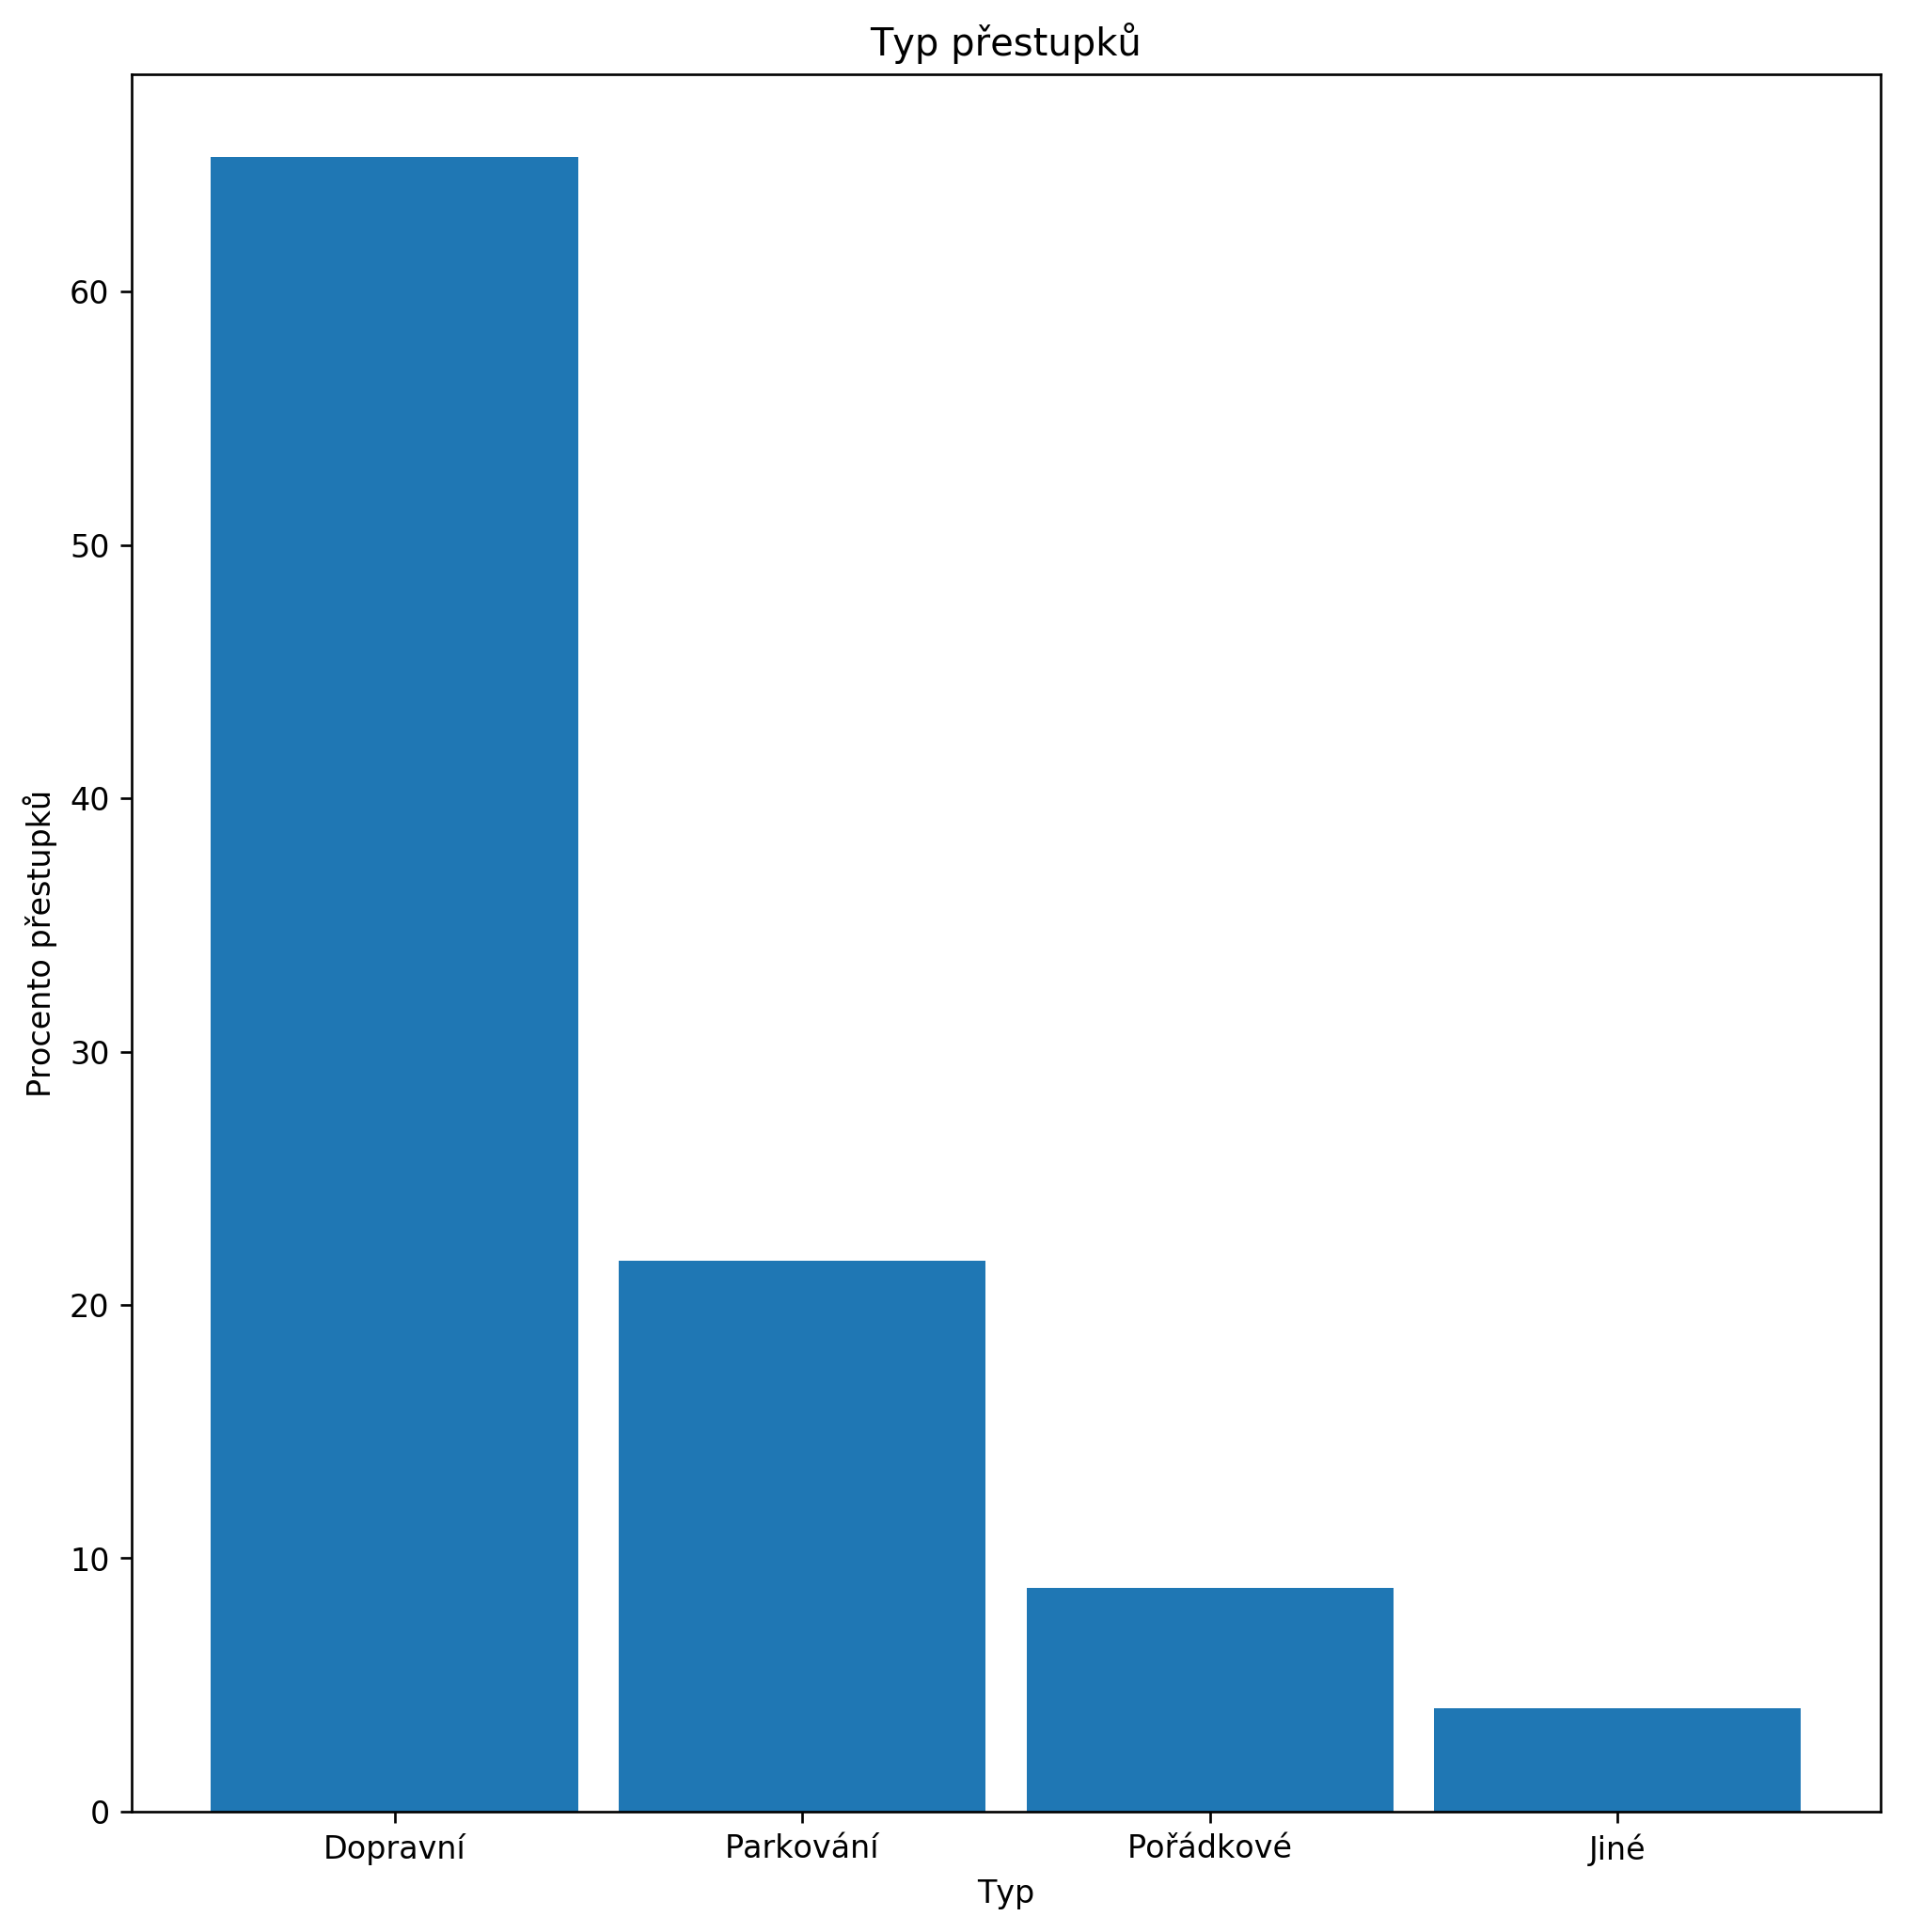 Typ přestupků
Procento přestupků
60
50
40
30
20
10
0
Dopravní
Parkování
Pořádkové
Jiné
Typ